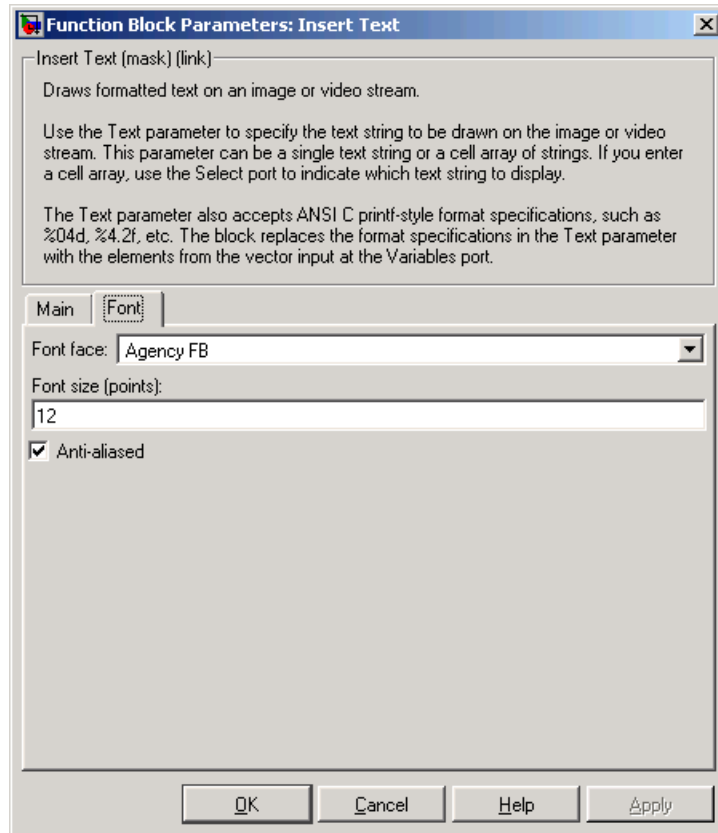 Function Block Parameters: Insert Text
Insert Text (mask) (link)
Draws formatted text on an image or video stream.
Use the Text parameter to specify the text string to be drawn on the image or video
stream. This parameter can be a single text string or a cell array of strings. If you enter
a cell array, use the Select port to indicate which text string to display.
The Text parameter also accepts ANSI C printf-style format specifications, such as
%04d, %4.2f, etc. The block replaces the format specifications in the Text parameter
with the elements from the vector input at the Variables port.
Main Font
Font face: Agency FB
Font size (points):
12
Anti-aliased
OK Cancel Help Apply